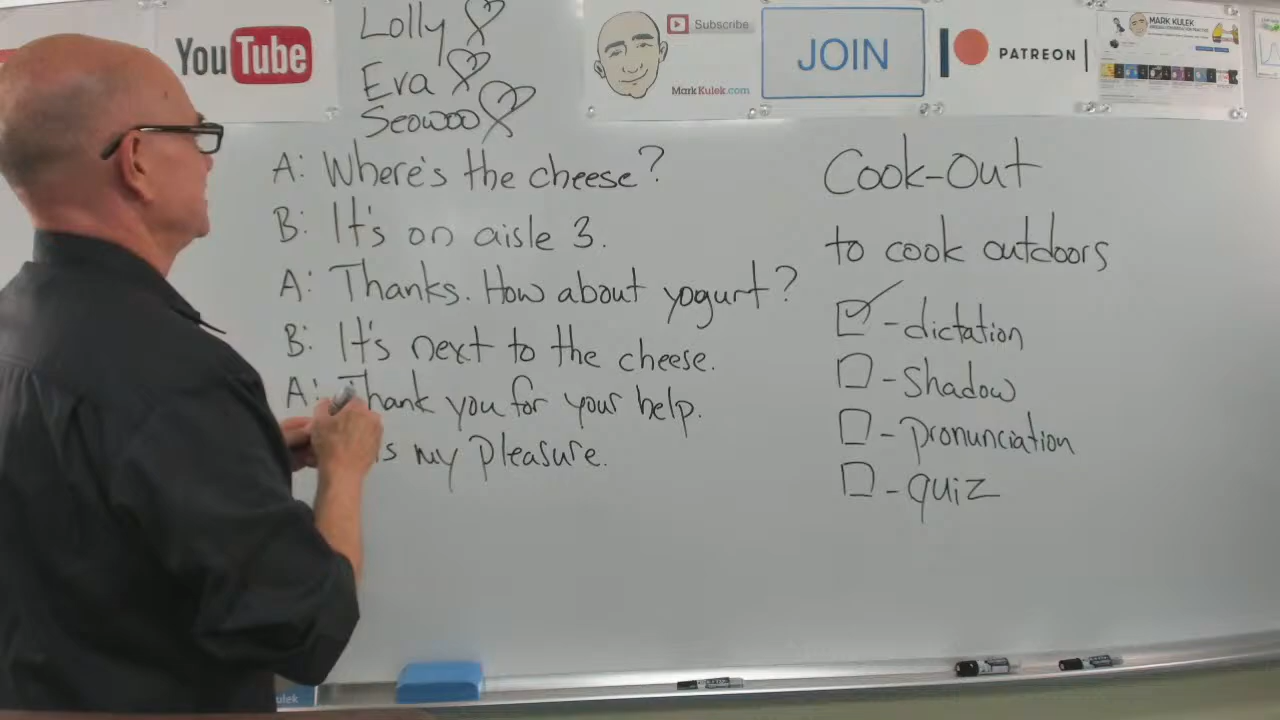 YouTube
Lolly
Eva
Seowoo
Subscribe
MarkKulek.com
JOIN
PATREON
MARK KULEK
A: Where's the cheese?
B: It's on aisle 3.
A: Thanks. How about yogurt?
B: It's next to the cheese.
A: Thank you for your help.
s my pleasure.
Cook-Out
to cook outdoors
- dictation
- Shadow
- pronunciation
- quiz
ulek